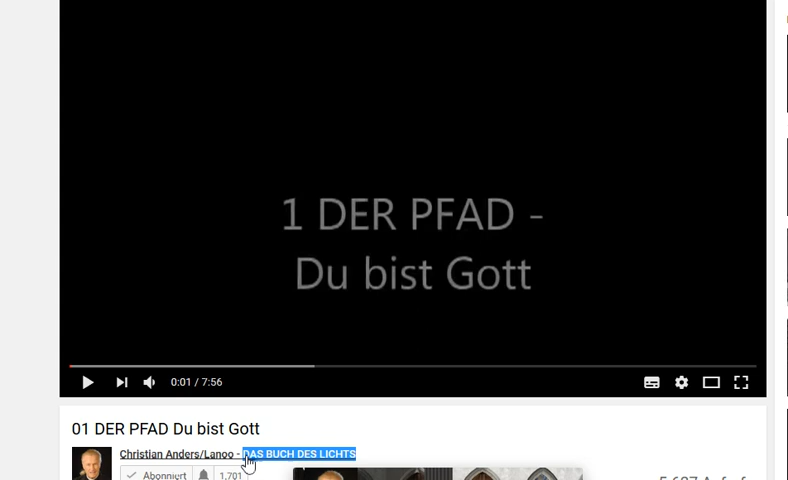 1 DER PFAD -
Du bist Gott
0:01 / 7:56
01 DER PFAD Du bist Gott
Christian Anders/Lanoo - DAS BUCH DES LICHTS
Abonniert 1,701